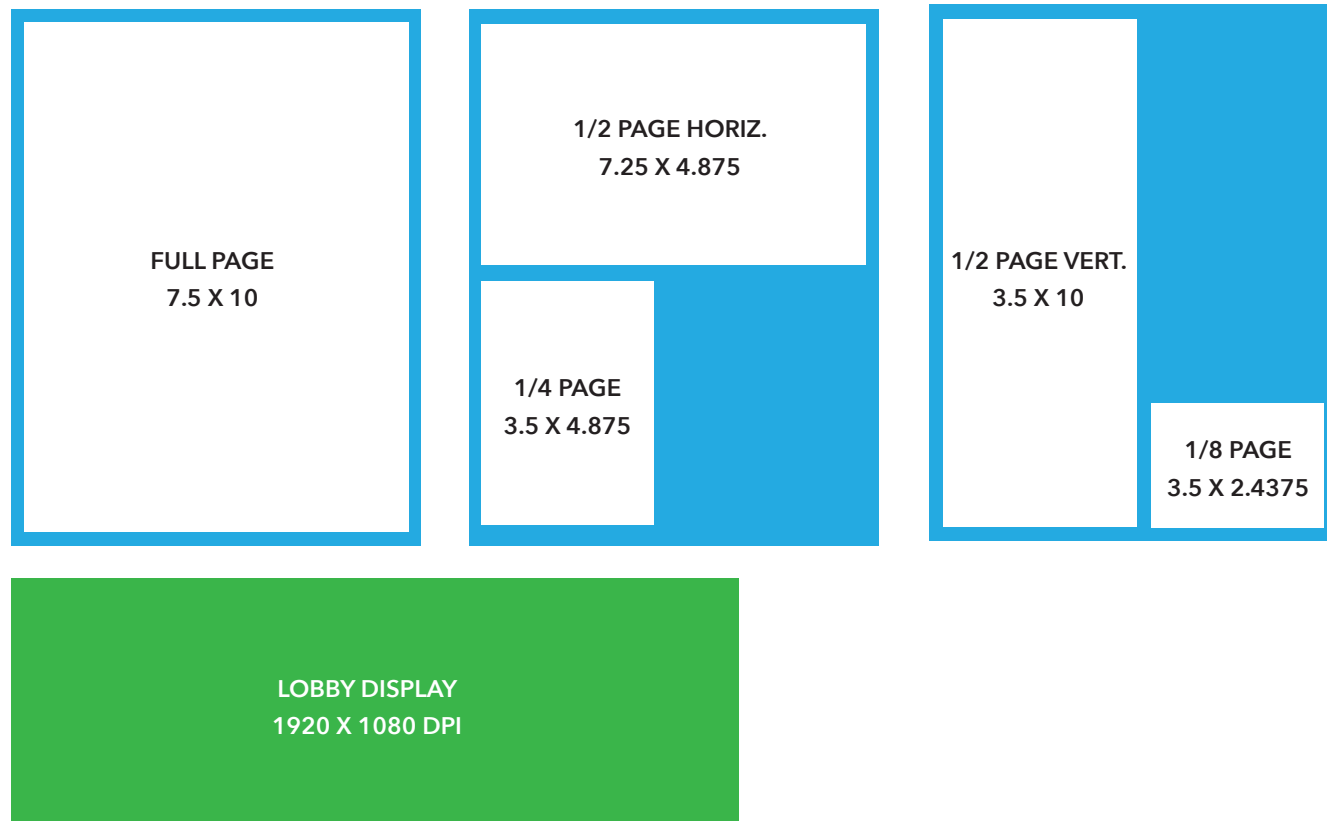 FULL PAGE
7.5 X 10
1/2 PAGE HORIZ.
7.25 X 4.875
1/4 PAGE
3.5 X 4.875
1/2 PAGE VERT.
3.5 X 10
1/8 PAGE
3.5 X 2.4375
LOBBY DISPLAY
1920 X 1080 DPI